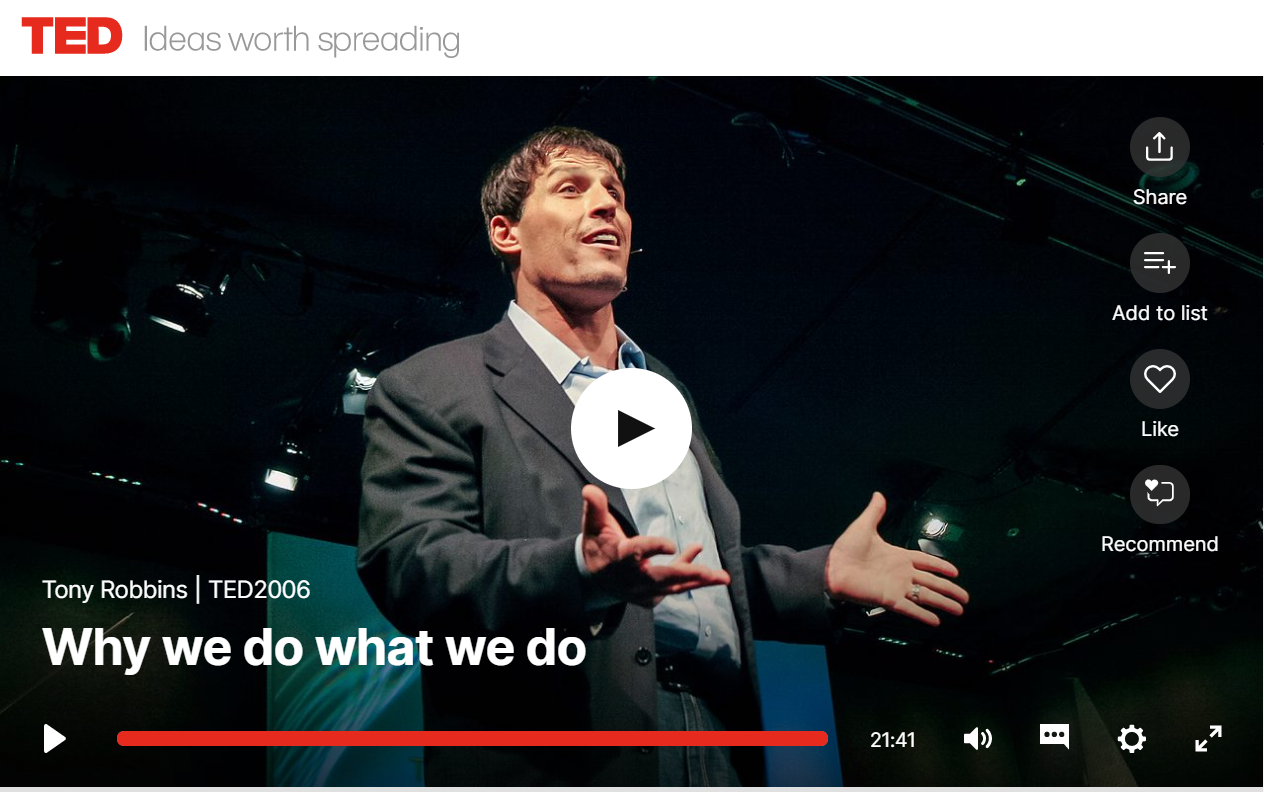 TED Ideas worth spreading
Share
Add to list
Like
Recommend
Tony Robbins | TED2006
Why we do what we do
21:41